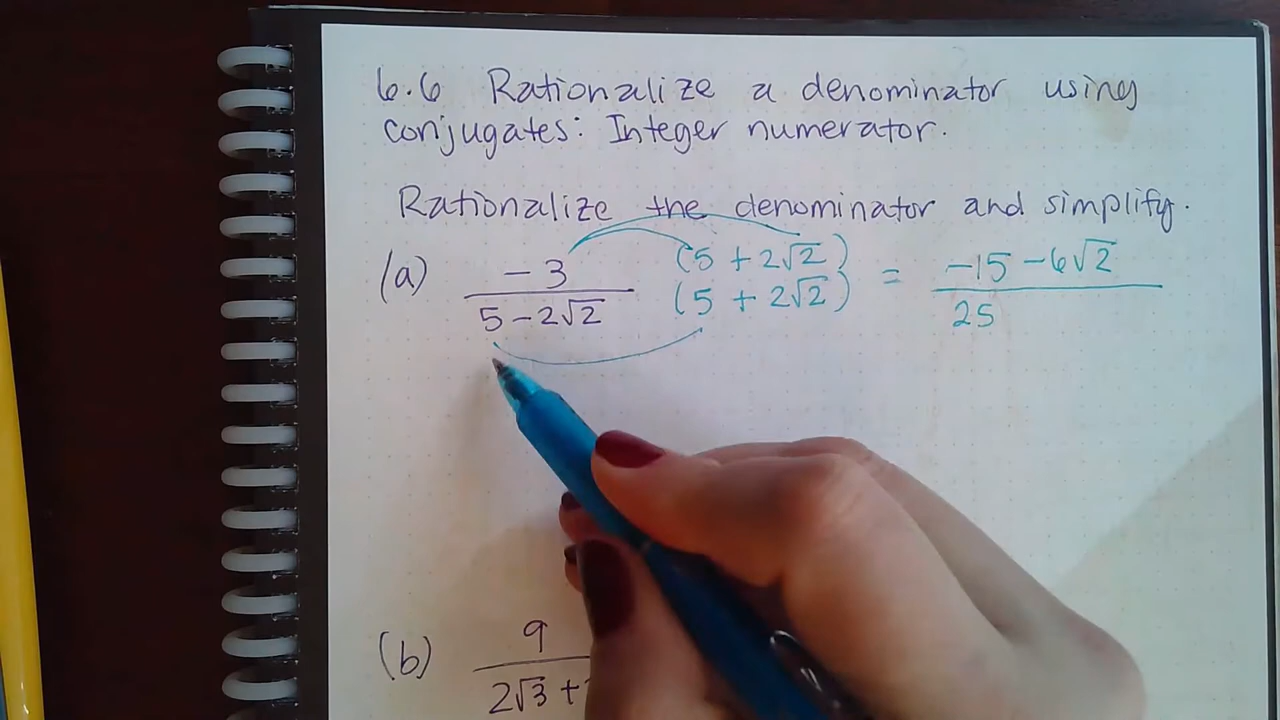 6.6 Rationalize a denominator using
conjugates: Integer numerator.
Rationalize the denominator and simplify.
(a) -3 (5 + 2√2) = -15 - 6√2
5 - 2√2 (5 + 2√2) 25
(b) 9
2√3 +